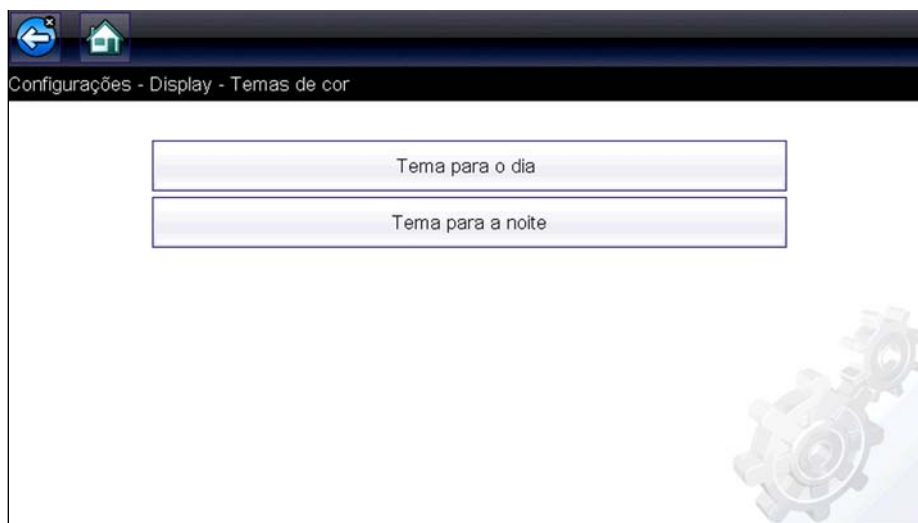 Configurações - Display - Temas de cor
Tema para o dia
Tema para a noite